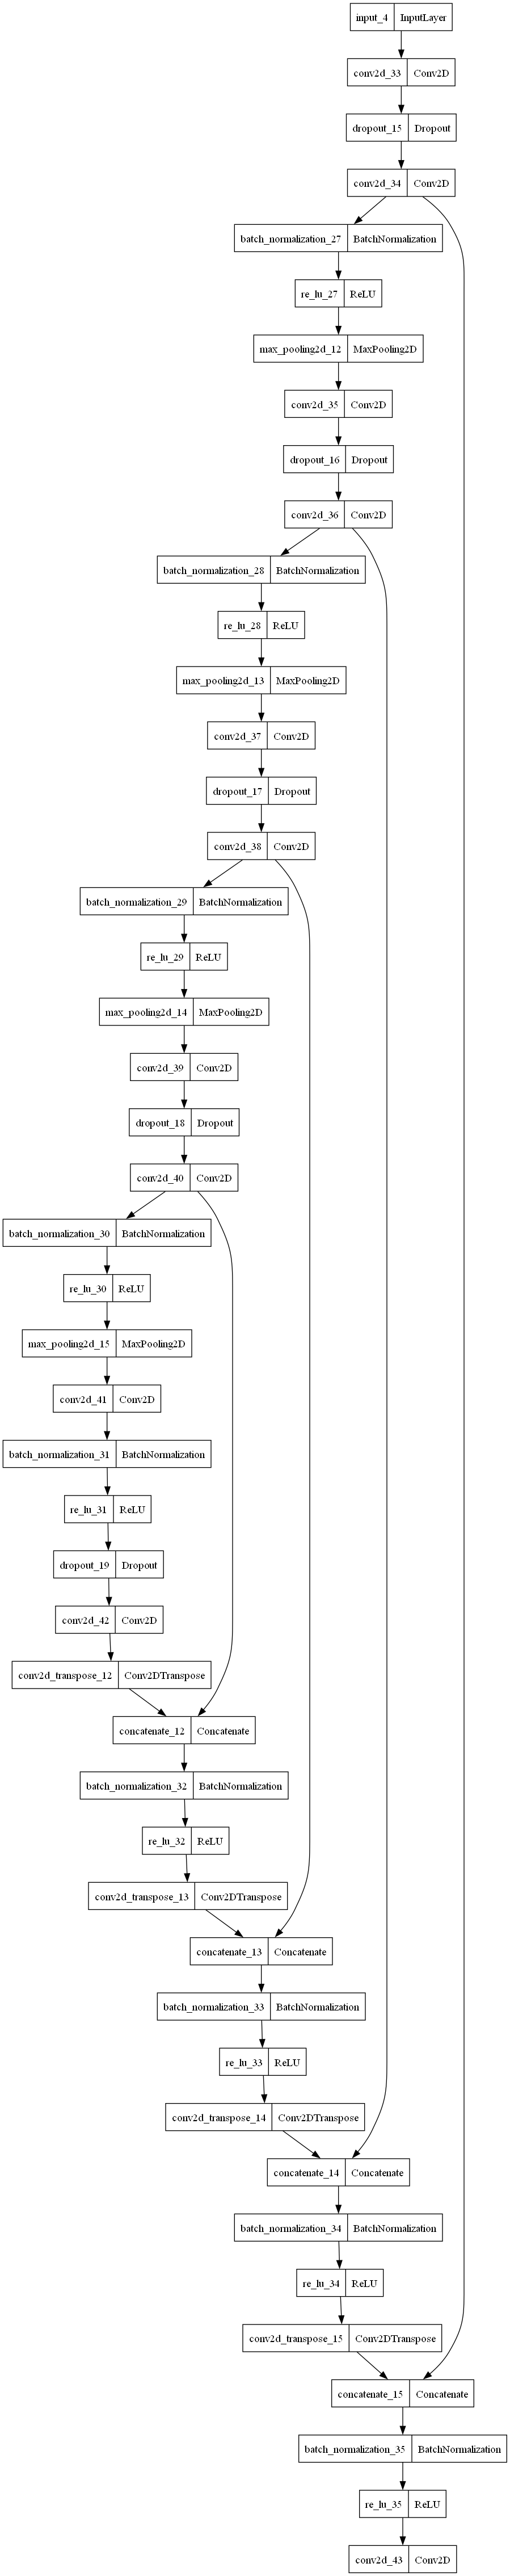 input_4 InputLayer
conv2d_33 Conv2D
dropout_15 Dropout
conv2d_34 Conv2D
batch_normalization_27 BatchNormalization
re_lu_27 ReLU
max_pooling2d_12 MaxPooling2D
conv2d_35 Conv2D
dropout_16 Dropout
conv2d_36 Conv2D
batch_normalization_28 BatchNormalization
re_lu_28 ReLU
max_pooling2d_13 MaxPooling2D
conv2d_37 Conv2D
dropout_17 Dropout
conv2d_38 Conv2D
batch_normalization_29 BatchNormalization
re_lu_29 ReLU
max_pooling2d_14 MaxPooling2D
conv2d_39 Conv2D
dropout_18 Dropout
conv2d_40 Conv2D
batch_normalization_30 BatchNormalization
re_lu_30 ReLU
max_pooling2d_15 MaxPooling2D
conv2d_41 Conv2D
batch_normalization_31 BatchNormalization
re_lu_31 ReLU
dropout_19 Dropout
conv2d_42 Conv2D
conv2d_transpose_12 Conv2DTranspose
concatenate_12 Concatenate
batch_normalization_32 BatchNormalization
re_lu_32 ReLU
conv2d_transpose_13 Conv2DTranspose
concatenate_13 Concatenate
batch_normalization_33 BatchNormalization
re_lu_33 ReLU
conv2d_transpose_14 Conv2DTranspose
concatenate_14 Concatenate
batch_normalization_34 BatchNormalization
re_lu_34 ReLU
conv2d_transpose_15 Conv2DTranspose
concatenate_15 Concatenate
batch_normalization_35 BatchNormalization
re_lu_35 ReLU
conv2d_43 Conv2D